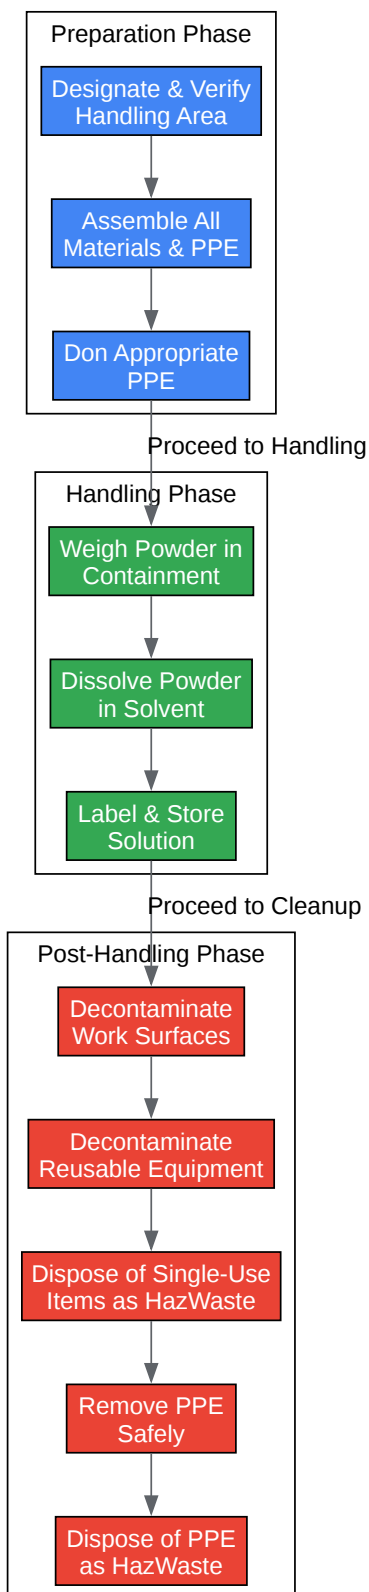 Preparation Phase
Designate & Verify
Handling Area
Assemble All
Materials & PPE
Don Appropriate
PPE
Proceed to Handling
Handling Phase
Weigh Powder in
Containment
Dissolve Powder
in Solvent
Label & Store
Solution
Proceed to Cleanup
Post-Handling Phase
Decontaminate
Work Surfaces
Decontaminate
Reusable Equipment
Dispose of Single-Use
Items as HazWaste
Remove PPE
Safely
Dispose of PPE
as HazWaste